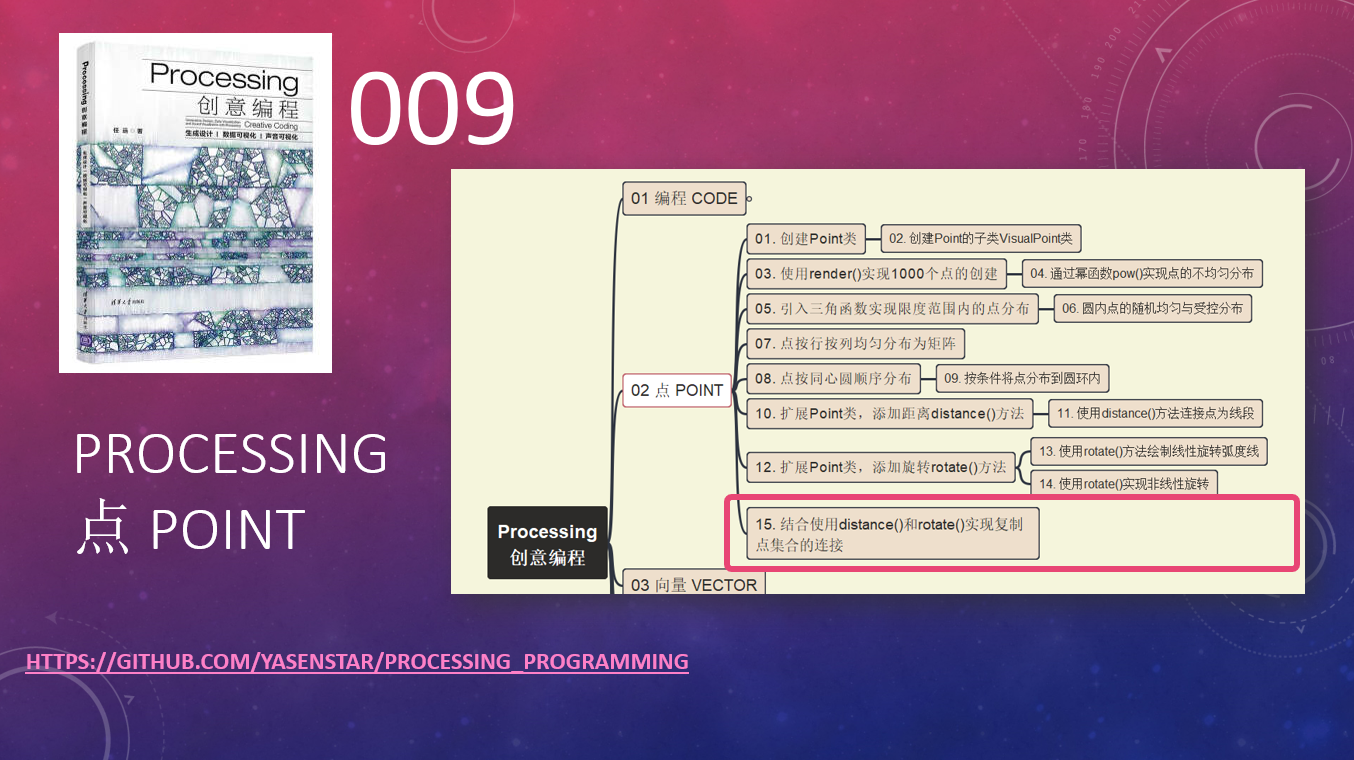 Processing
创意编程
Creative Coding
生成设计 | 数据可视化 | 声音可视化
任远 著
Processing 创意编程
清华大学出版社
009
PROCESSING
点 POINT
01 编程 CODE
01. 创建Point类
02. 创建Point的子类VisualPoint类
03. 使用render()实现1000个点的创建
04. 通过幂函数pow()实现点的不均匀分布
05. 引入三角函数实现限度范围内的点分布
06. 圆内点的随机均匀与受控分布
07. 点按行按列均匀分布为矩阵
02 点 POINT
08. 点按同心圆顺序分布
09. 按条件将点分布到圆环内
10. 扩展Point类，添加距离distance()方法
11. 使用distance()方法连接点为线段
12. 扩展Point类，添加旋转rotate()方法
13. 使用rotate()方法绘制线性旋转弧度线
14. 使用rotate()实现非线性旋转
15. 结合使用distance()和rotate()实现复制
点集合的连接
Processing
创意编程
03 向量 VECTOR
HTTPS://GITHUB.COM/YASENSTAR/PROCESSING_PROGRAMMING